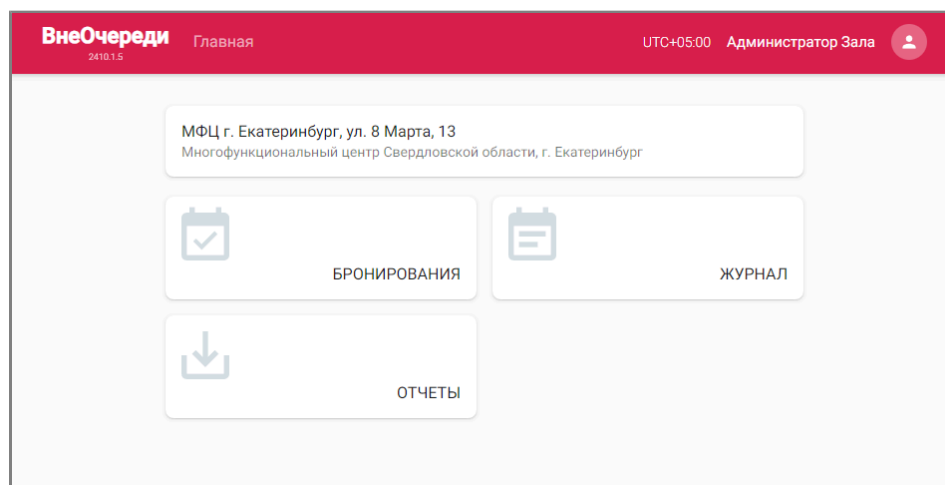 ВнеОчереди
2410.1.5
Главная
UTC+05:00
Администратор Зала
МФЦ г. Екатеринбург, ул. 8 Марта, 13
Многофункциональный центр Свердловской области, г. Екатеринбург
БРОНИРОВАНИЯ
ЖУРНАЛ
ОТЧЕТЫ